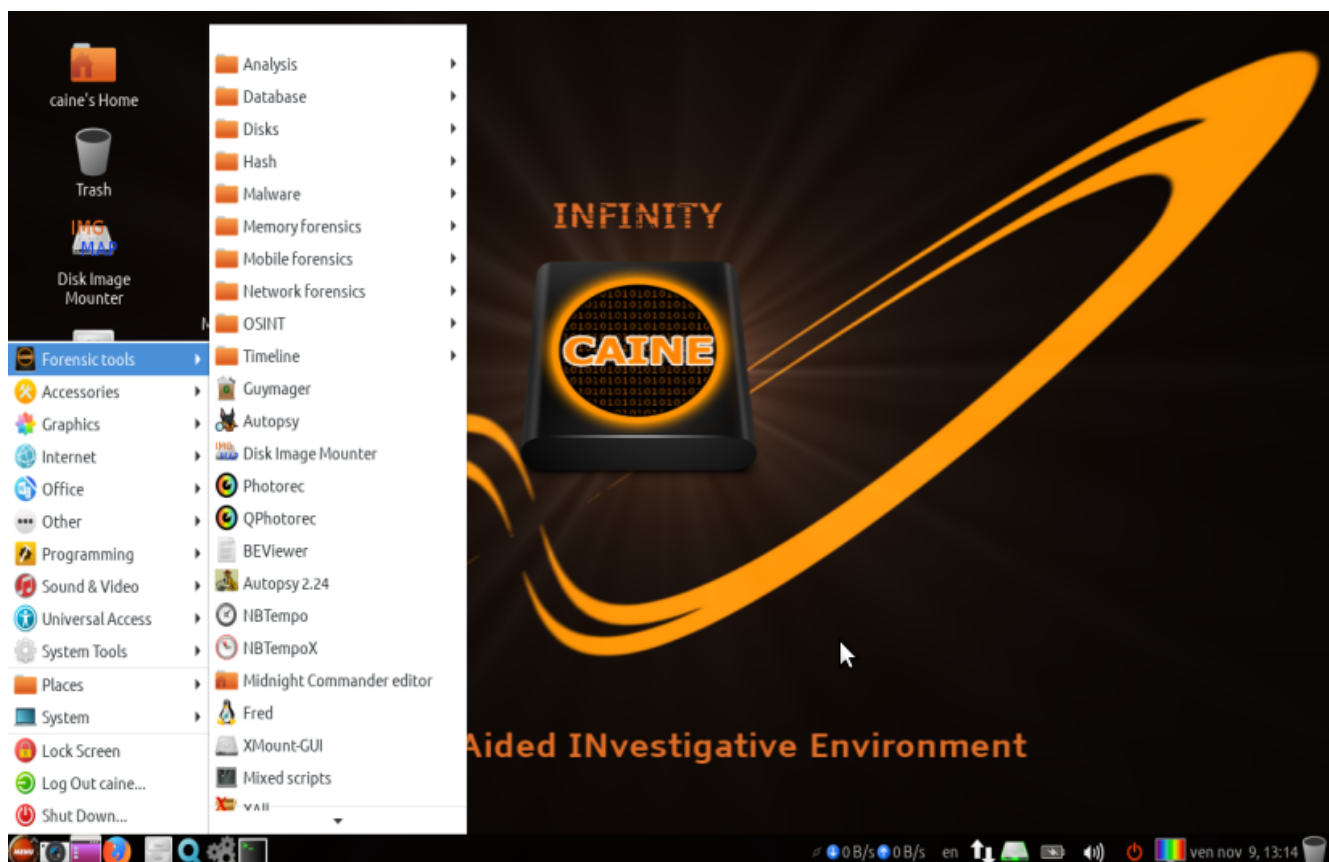 caine's Home
Trash
IMG
MAP
Disk Image
Mounter
Forensic tools
Accessories
Graphics
Internet
Office
Other
Programming
Sound & Video
Universal Access
System Tools
Places
System
Lock Screen
Log Out caine...
Shut Down...
Analysis
Database
Disks
Hash
Malware
Memory forensics
Mobile forensics
Network forensics
OSINT
Timeline
Guymager
Autopsy
Disk Image Mounter
Photorec
QPhotorec
BEViewer
Autopsy 2.24
NBTempo
NBTempoX
Midnight Commander editor
Fred
XMount-GUI
Mixed scripts
INFINITY
CAINE
Aided INvestigative Environment
MENU
0 B/s 0 B/s en ven nov 9, 13:14